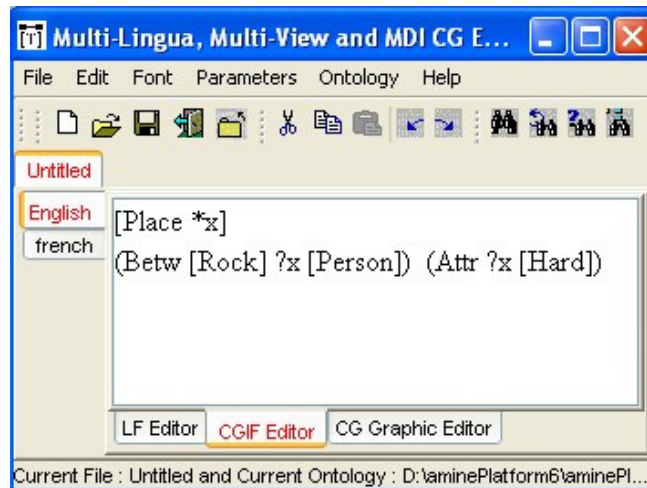 Multi-Lingua, Multi-View and MDI CG E...
File Edit Font Parameters Ontology Help
Untitled
English
french
[Place *x]
(Betw [Rock] ?x [Person]) (Attr ?x [Hard])
LF Editor CGIF Editor CG Graphic Editor
Current File : Untitled and Current Ontology : D:\aminePlatform6\aminePl...